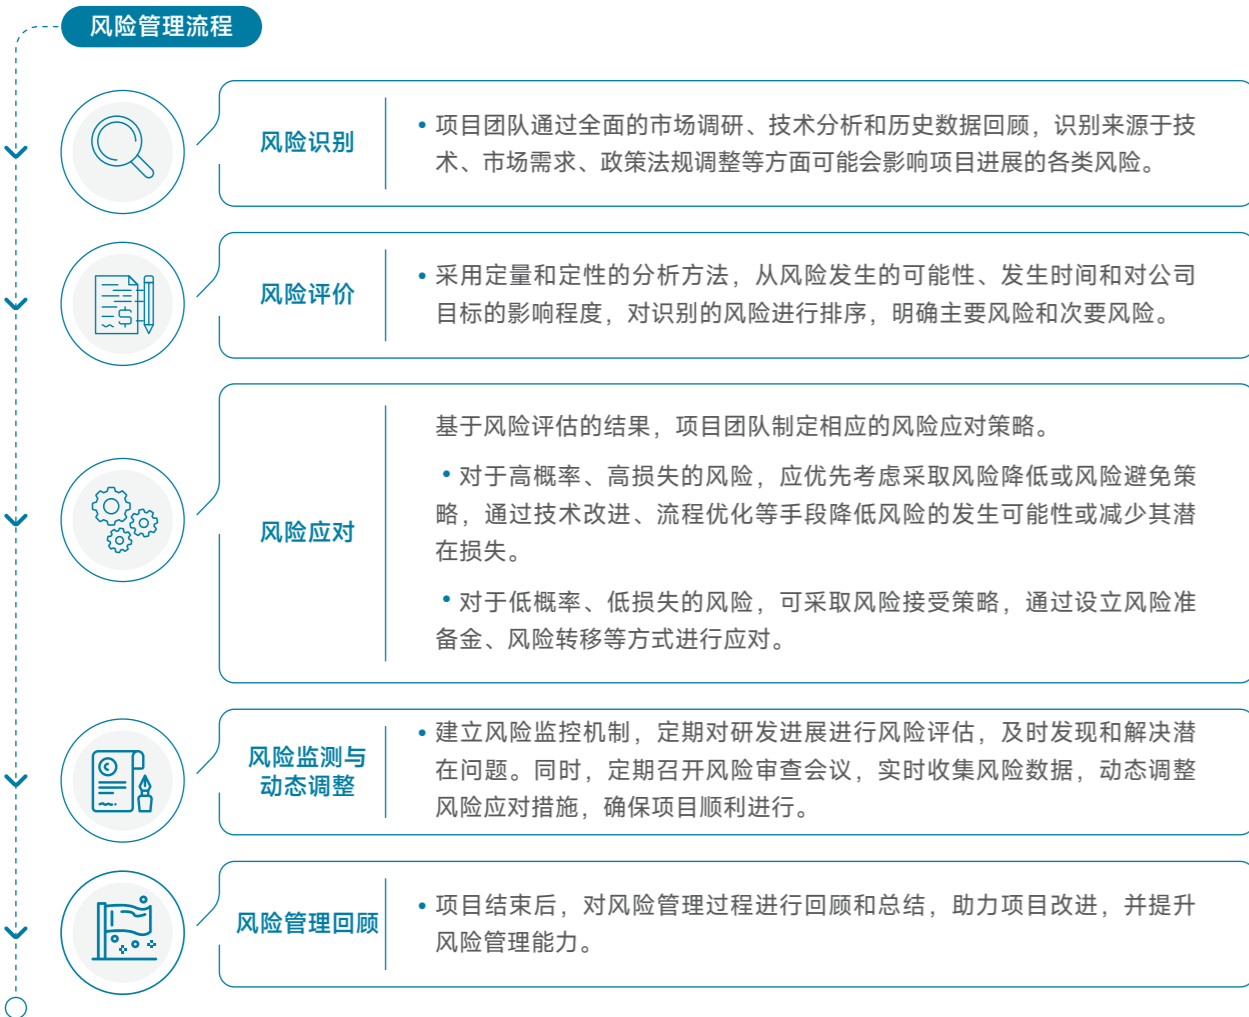 风险管理流程
风险识别
• 项目团队通过全面的市场调研、技术分析和历史数据回顾，识别来源于技
术、市场需求、政策法规调整等方面可能会影响项目进展的各类风险。
风险评价
• 采用定量和定性的分析方法，从风险发生的可能性、发生时间和对公司
目标的影响程度，对识别的风险进行排序，明确主要风险和次要风险。
风险应对
基于风险评估的结果，项目团队制定相应的风险应对策略。
• 对于高概率、高损失的风险，应优先考虑采取风险降低或风险避免策
略，通过技术改进、流程优化等手段降低风险的发生可能性或减少其潜
在损失。
• 对于低概率、低损失的风险，可采取风险接受策略，通过设立风险准
备金、风险转移等方式进行应对。
风险监测与
动态调整
• 建立风险监控机制，定期对研发进展进行风险评估，及时发现和解决潜
在问题。同时，定期召开风险审查会议，实时收集风险数据，动态调整
风险应对措施，确保项目顺利进行。
风险管理回顾
• 项目结束后，对风险管理过程进行回顾和总结，助力项目改进，并提升
风险管理能力。